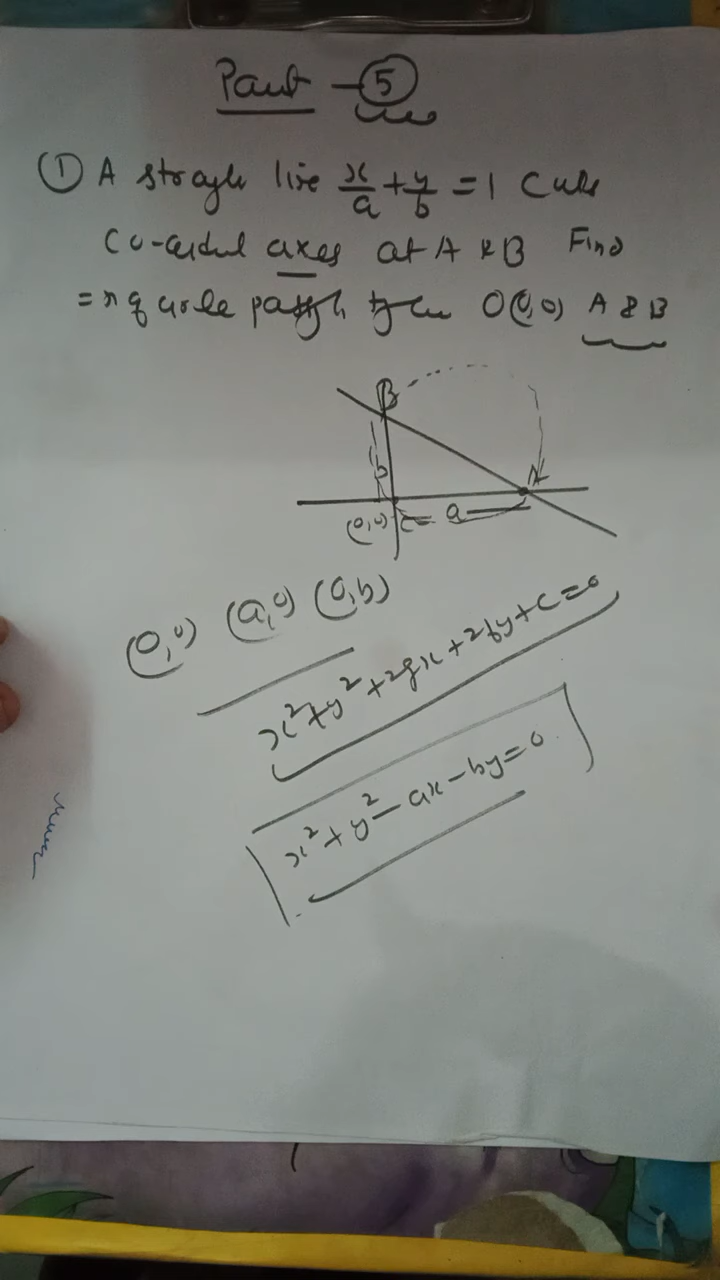 Part - 5
① A straight line x/a + y/b = 1 cuts
co-ordinate axes at A & B Find
= n of circle passing through O(0,0) A & B
B
b
A
(0,0) a
(0,0) (a,0) (0,b)
x² + y² + 2gx + 2fy + c = 0
x² + y² - ax - by = 0